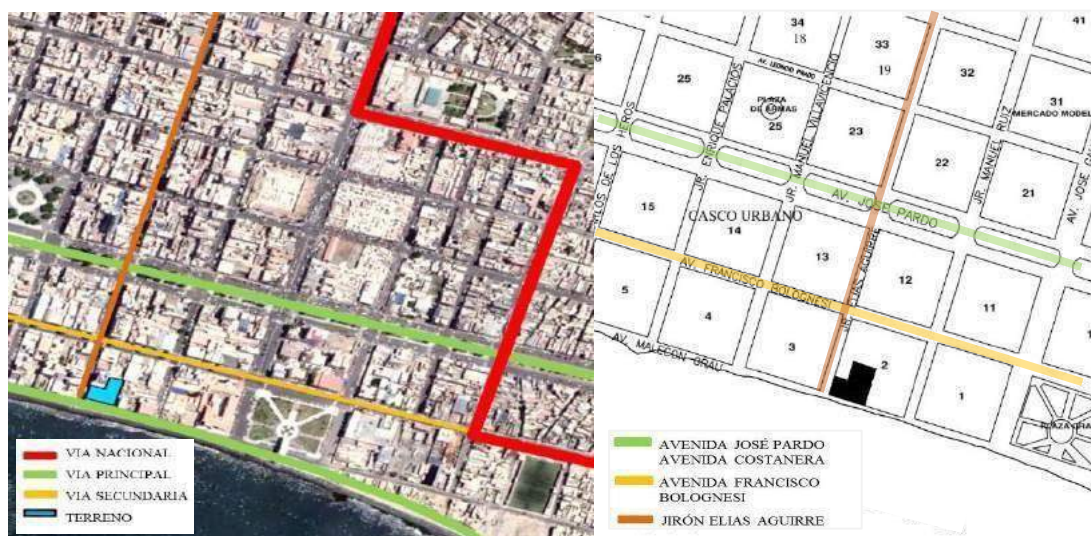 VIA NACIONAL
VIA PRINCIPAL
VIA SECUNDARIA
TERRENO
34
18
33
19
41
AV. LEONCIO PRADO
32
25
JR. ENRIQUE PALACIOS
PLAZA
DE ARMAS
25
JR. MANUEL VILLAVICENCIO
23
31
MERCADO MODEL
22
JR. MANUEL RUIZ
21
AV. JOSE
AV. JOSE PARDO
15
CASCO URBANO
14
13
JR. ELIAS AGUIRRE
12
11
AV. FRANCISCO BOLOGNESI
5
4
3
2
1
AV. MALECON GRAU
AVENIDA JOSÉ PARDO
AVENIDA COSTANERA
AVENIDA FRANCISCO
BOLOGNESI
JIRÓN ELIAS AGUIRRE